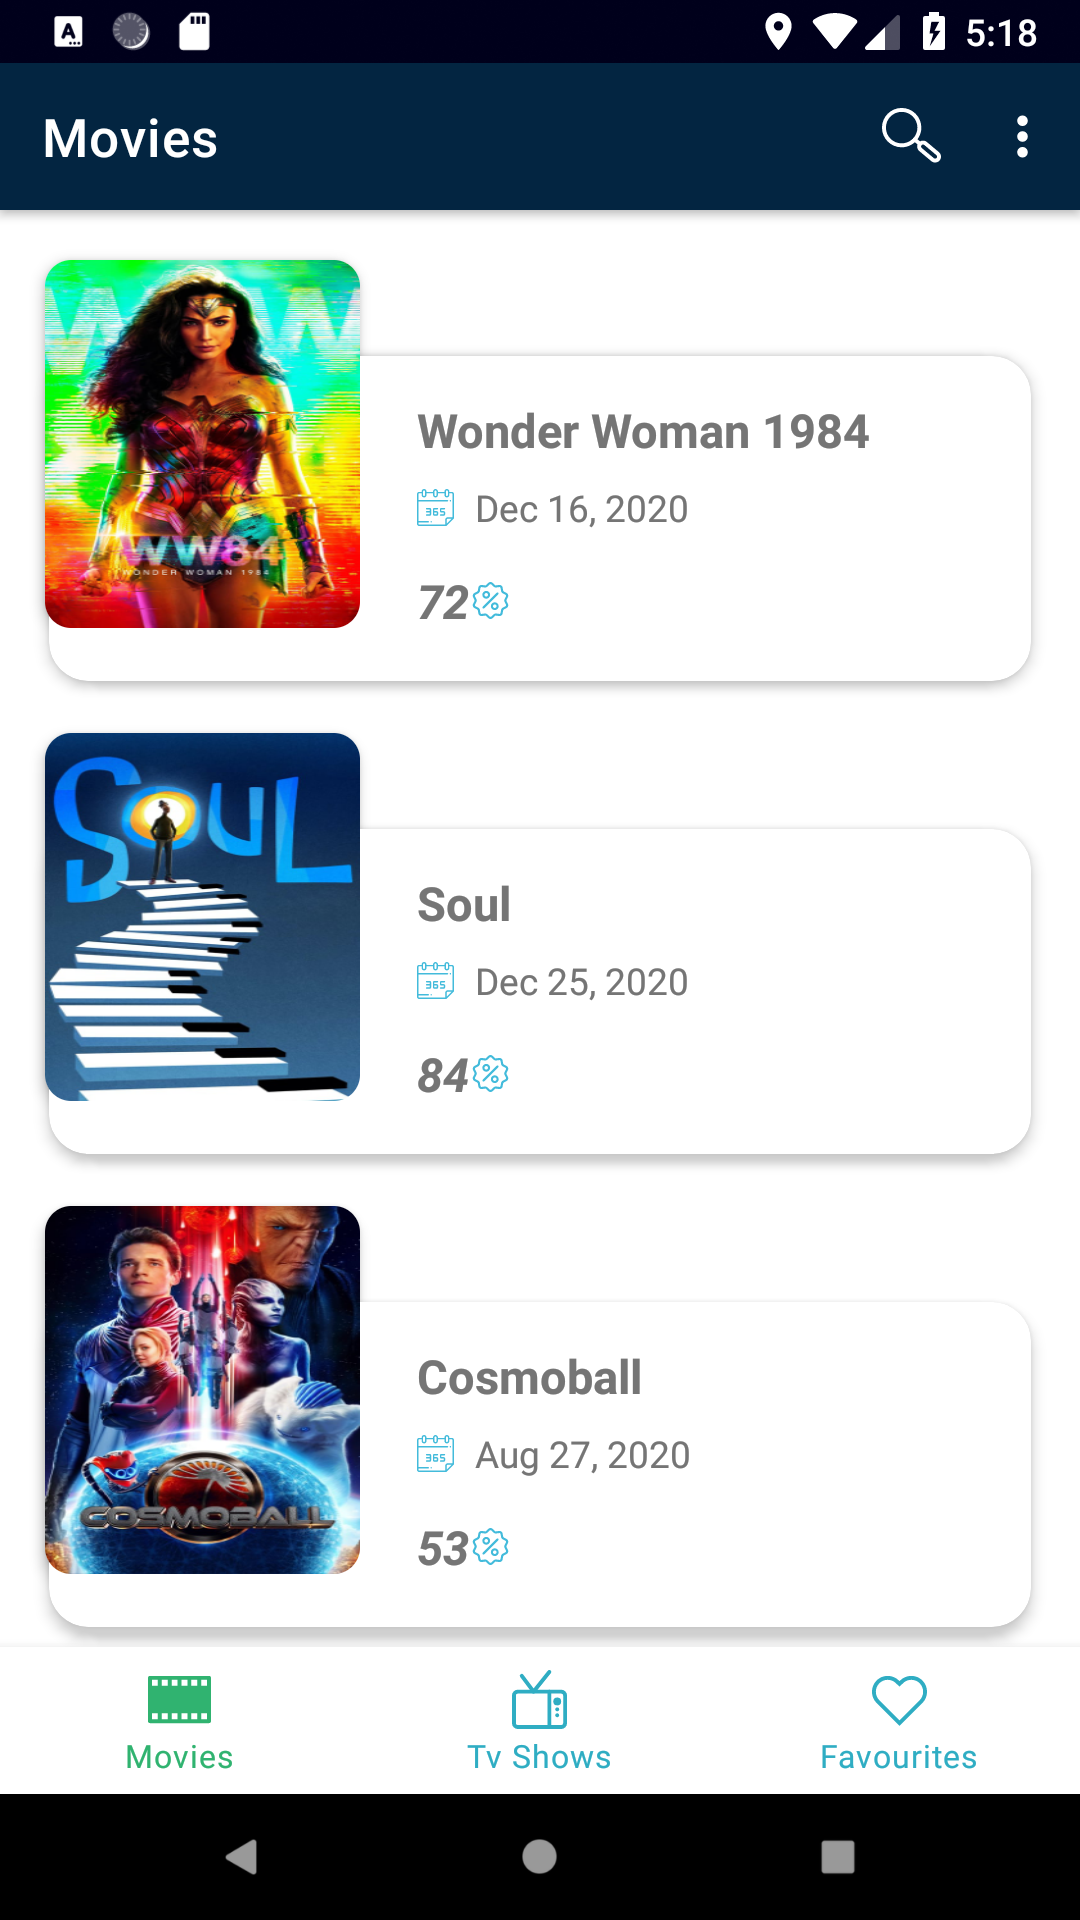 5:18
Movies
WW84
WONDER WOMAN 1984
Wonder Woman 1984
365
Dec 16, 2020
72%
SOUL
Soul
365
Dec 25, 2020
84%
COSMOBALL
Cosmoball
365
Aug 27, 2020
53%
Movies
Tv Shows
Favourites